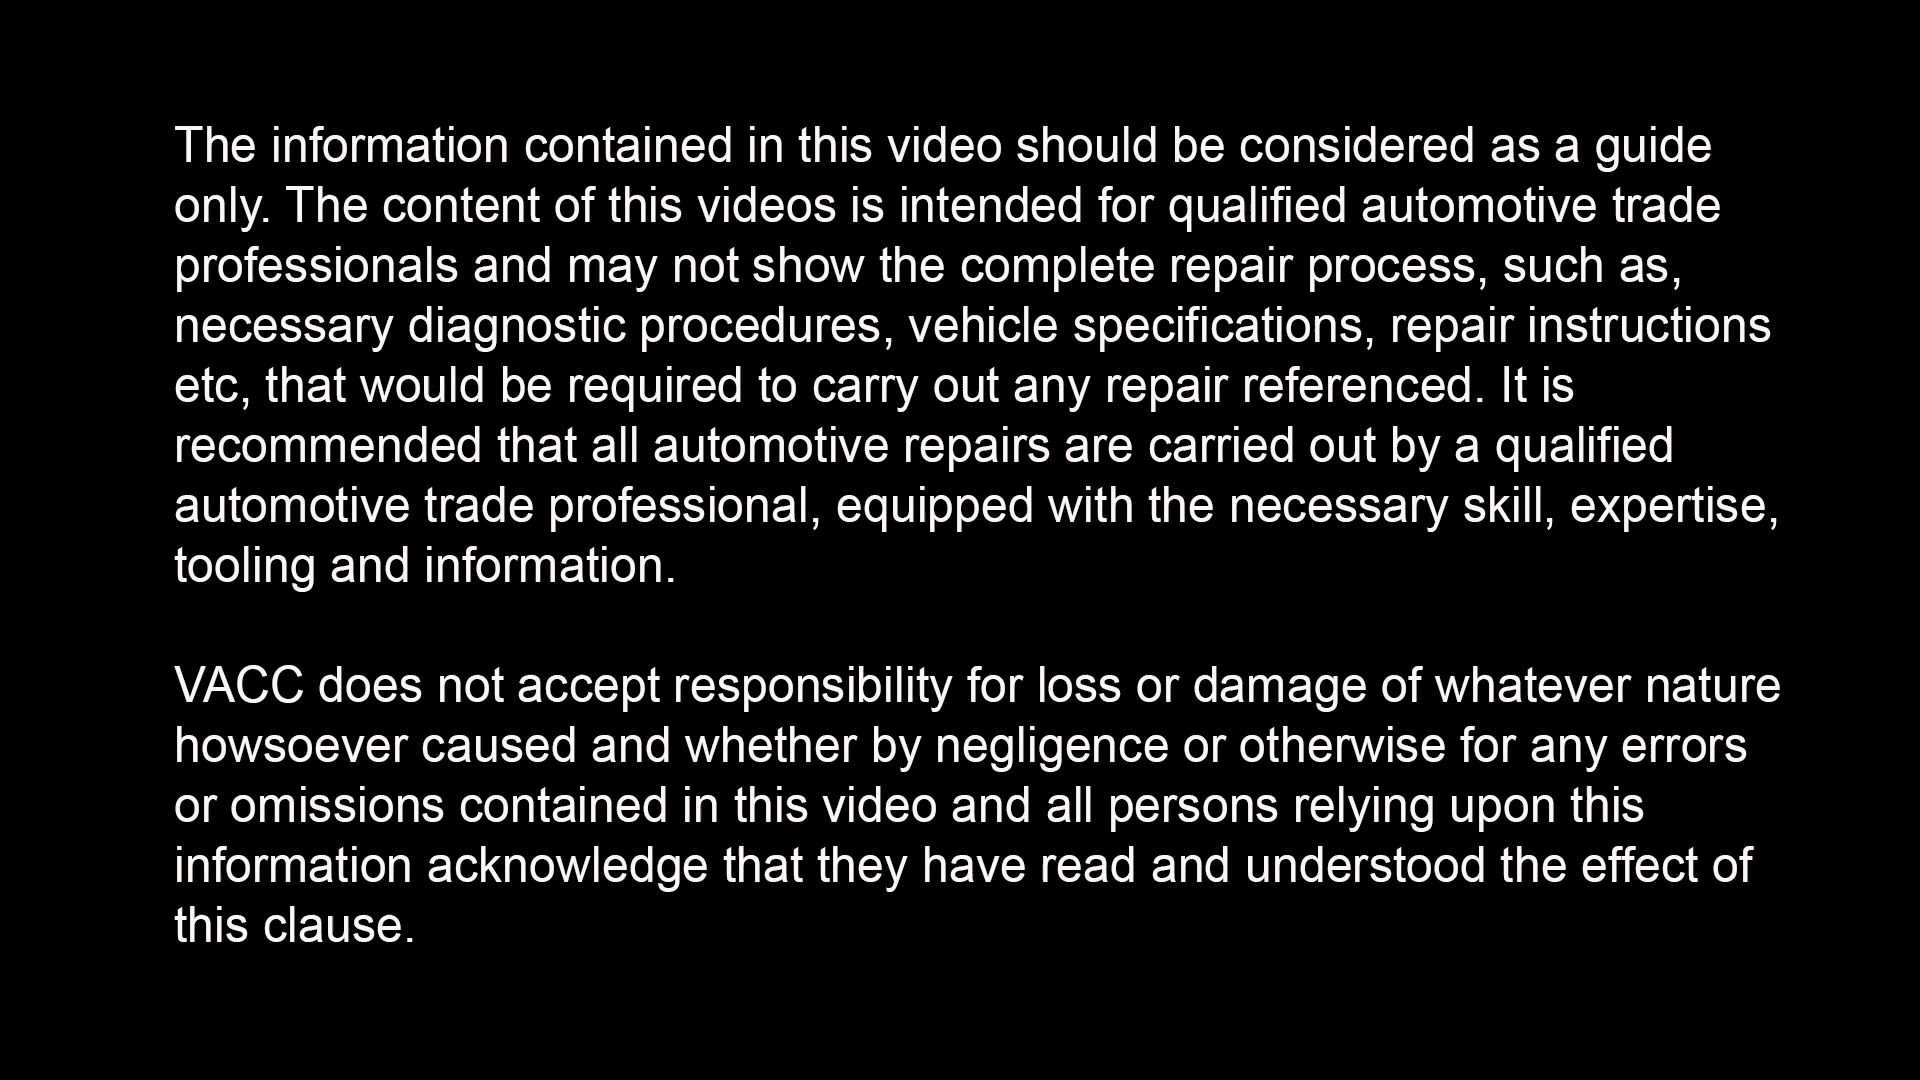 The information contained in this video should be considered as a guide
only. The content of this videos is intended for qualified automotive trade
professionals and may not show the complete repair process, such as,
necessary diagnostic procedures, vehicle specifications, repair instructions
etc, that would be required to carry out any repair referenced. It is
recommended that all automotive repairs are carried out by a qualified
automotive trade professional, equipped with the necessary skill, expertise,
tooling and information.
VACC does not accept responsibility for loss or damage of whatever nature
howsoever caused and whether by negligence or otherwise for any errors
or omissions contained in this video and all persons relying upon this
information acknowledge that they have read and understood the effect of
this clause.